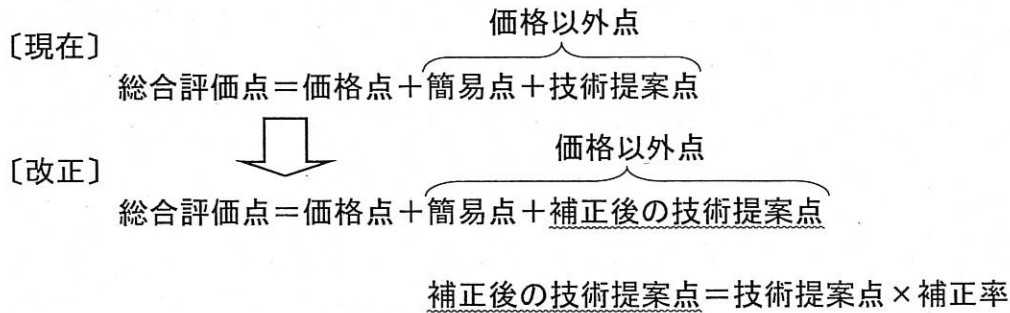 価格以外点
〔現在〕
総合評価点＝価格点＋簡易点＋技術提案点
価格以外点
〔改正〕
総合評価点＝価格点＋簡易点＋補正後の技術提案点
補正後の技術提案点＝技術提案点×補正率